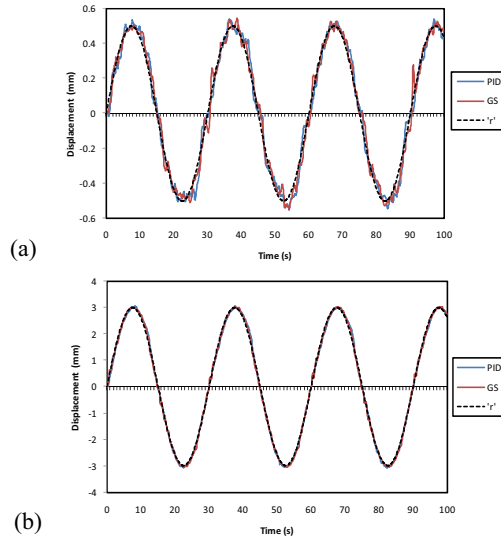 0.6
0.4
0.2
0
-0.2
-0.4
-0.6
Displacement (mm)
0 10 20 30 40 50 60 70 80 90 100
Time (s)
PID
GS
'r'
(a)
4
3
2
1
0
-1
-2
-3
-4
Displacement (mm)
0 10 20 30 40 50 60 70 80 90 100
Time (s)
PID
GS
'r'
(b)